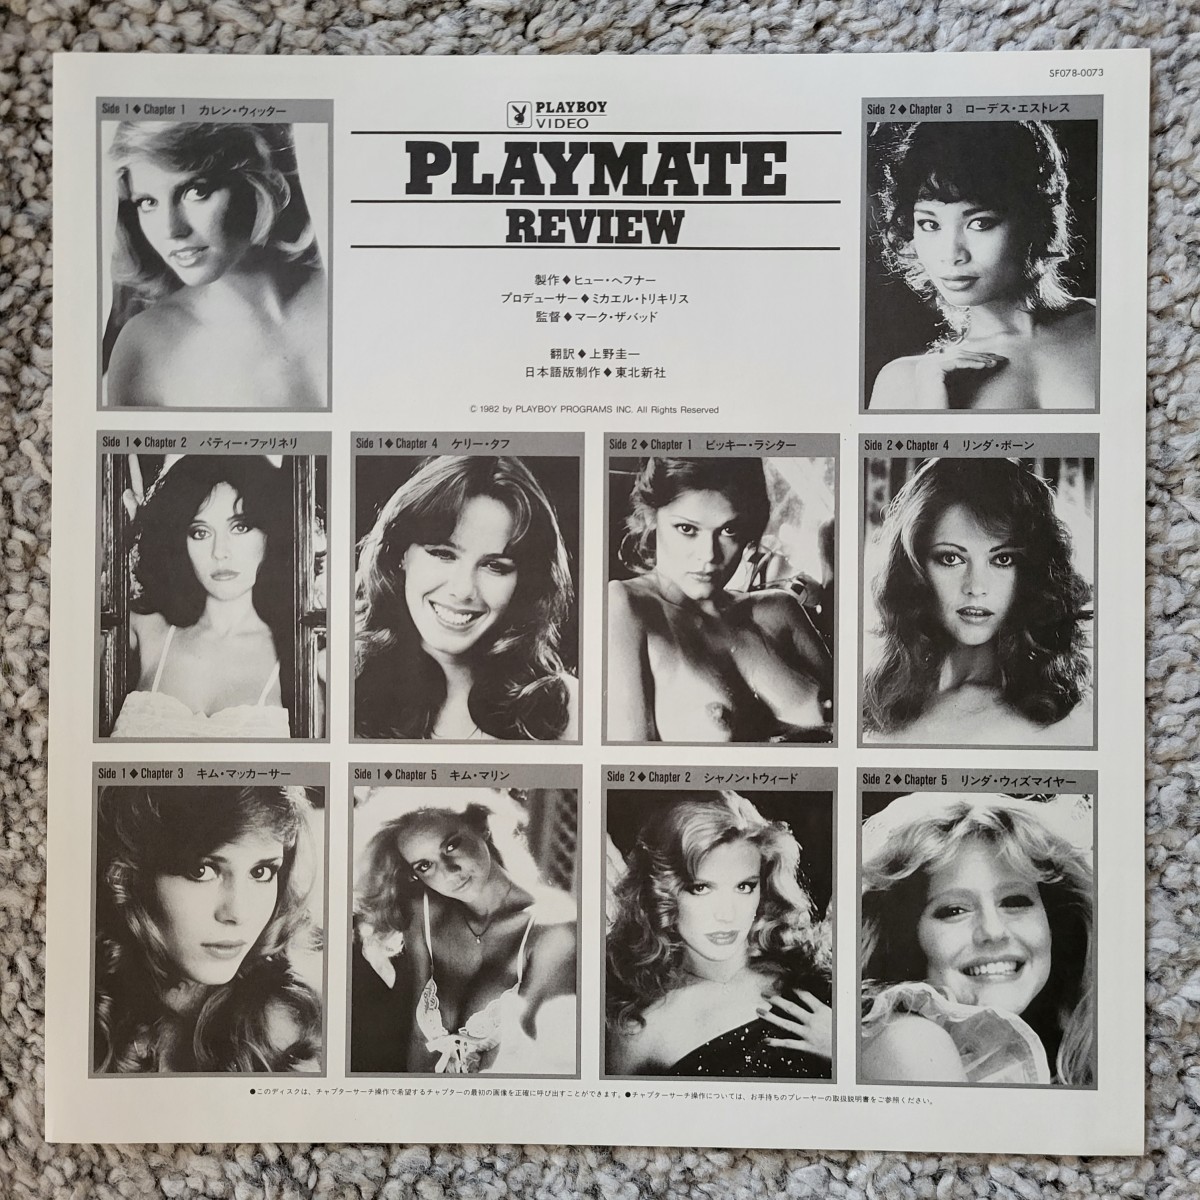 SF078-0073
Side 1◆Chapter 1 カレン・ウィッター
PLAYBOY
VIDEO
PLAYMATE
REVIEW
製作◆ヒュー・ヘフナー
プロデューサー◆ミカエル・トリキリス
監督◆マーク・ザバッド
翻訳◆上野圭一
日本語版制作◆東北新社
© 1982 by PLAYBOY PROGRAMS INC. All Rights Reserved
Side 2◆Chapter 3 ローデス・エストレス
Side 1◆Chapter 2 パティー・ファリネリ
Side 1◆Chapter 4 ケリー・タフ
Side 2◆Chapter 1 ビッキー・ラシター
Side 2◆Chapter 4 リンダ・ボーン
Side 1◆Chapter 3 キム・マッカーサー
Side 1◆Chapter 5 キム・マリン
Side 2◆Chapter 2 シャノン・トウィード
Side 2◆Chapter 5 リンダ・ウィズマイヤー
●このディスクは、チャプターサーチ操作で希望するチャプターの最初の画像を正確に呼び出すことができます。●チャプターサーチ操作については、お手持ちのプレーヤーの取扱説明書をご参照ください。